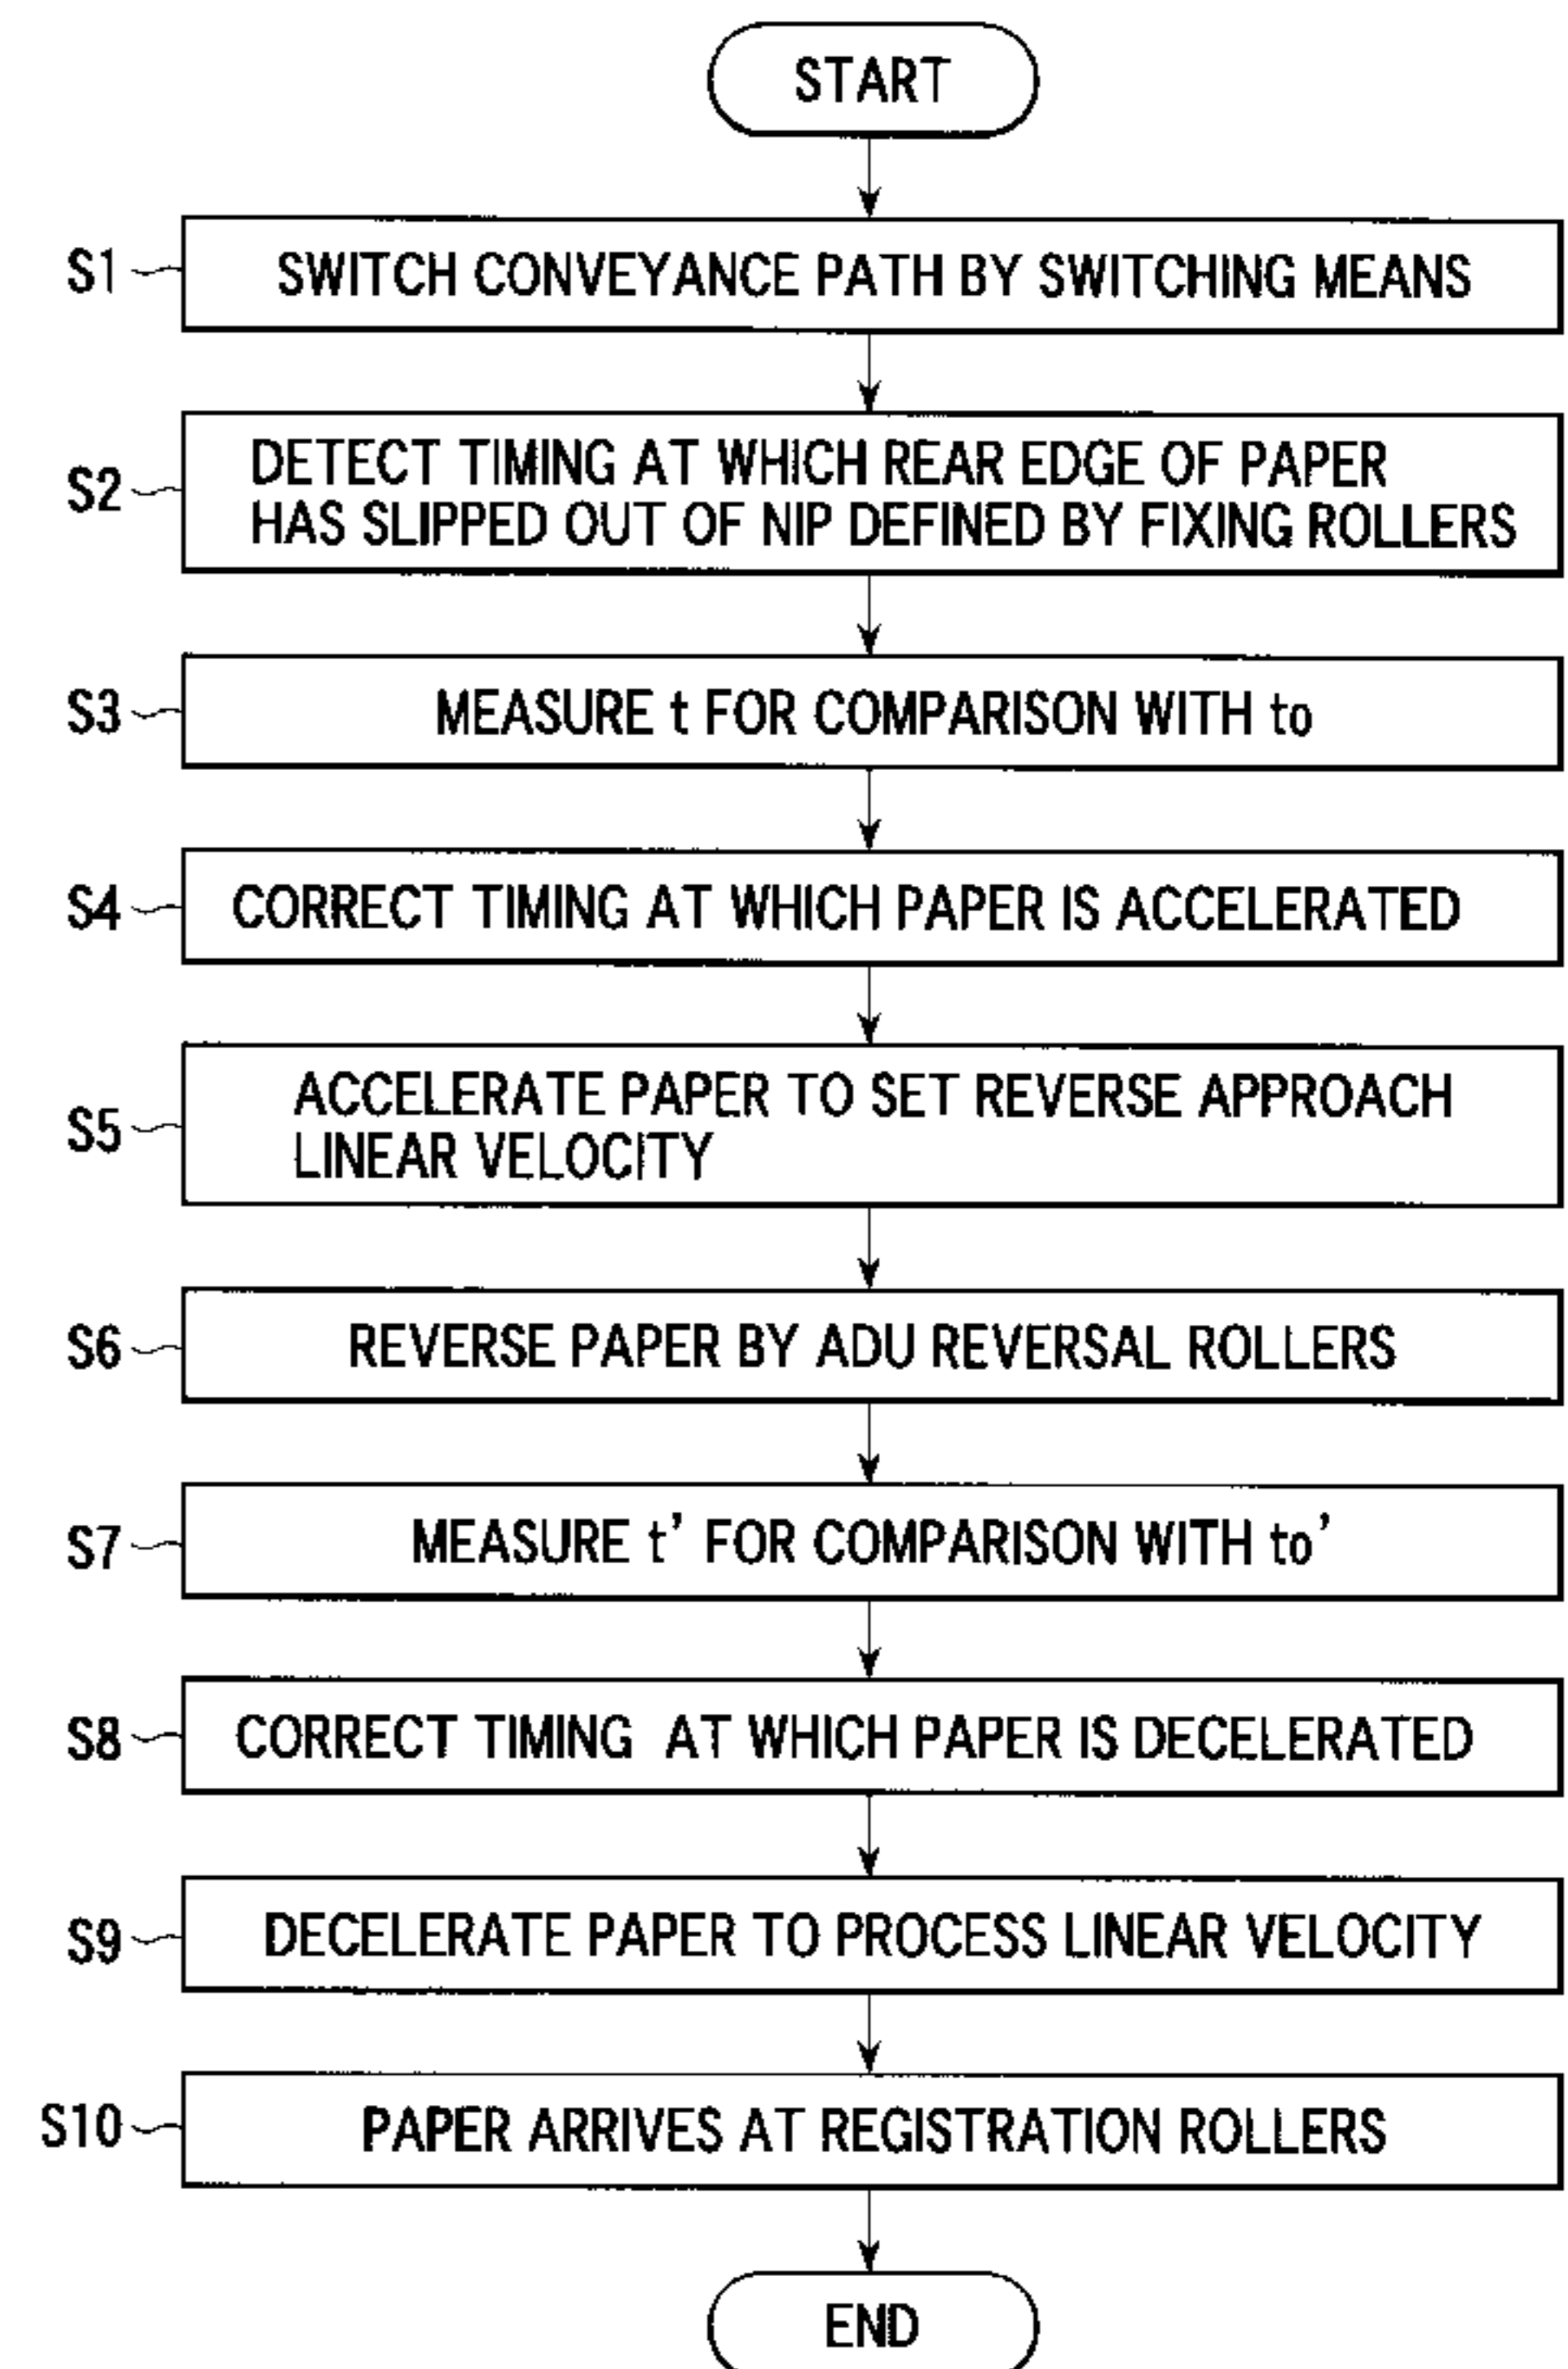 START
S1 SWITCH CONVEYANCE PATH BY SWITCHING MEANS
S2 DETECT TIMING AT WHICH REAR EDGE OF PAPER
HAS SLIPPED OUT OF NIP DEFINED BY FIXING ROLLERS
S3 MEASURE t FOR COMPARISON WITH to
S4 CORRECT TIMING AT WHICH PAPER IS ACCELERATED
S5 ACCELERATE PAPER TO SET REVERSE APPROACH
LINEAR VELOCITY
S6 REVERSE PAPER BY ADU REVERSAL ROLLERS
S7 MEASURE t' FOR COMPARISON WITH to'
S8 CORRECT TIMING AT WHICH PAPER IS DECELERATED
S9 DECELERATE PAPER TO PROCESS LINEAR VELOCITY
S10 PAPER ARRIVES AT REGISTRATION ROLLERS
END